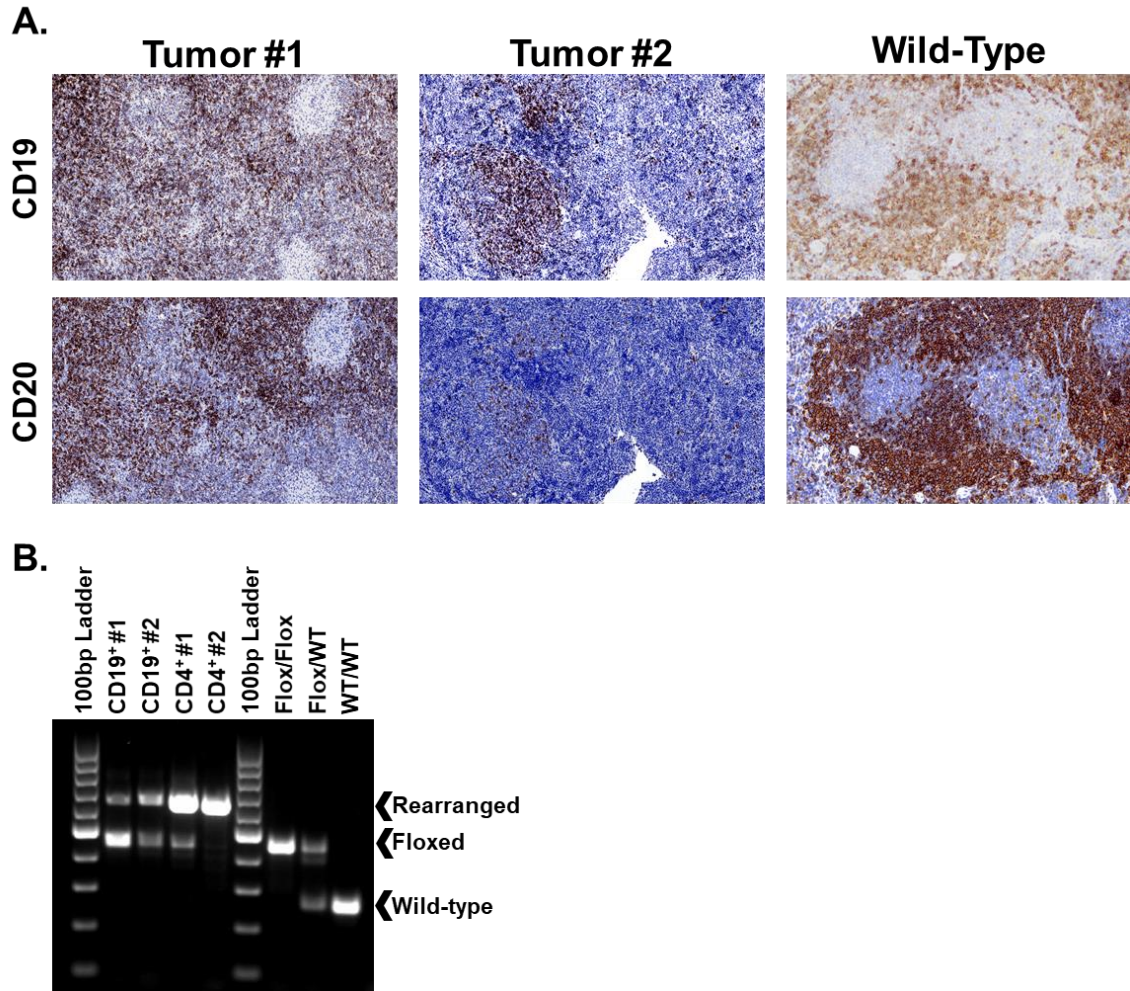 A.
Tumor #1
Tumor #2
Wild-Type
CD19
CD20
B.
100bp Ladder
CD19⁺#1
CD19⁺#2
CD4⁺#1
CD4⁺#2
100bp Ladder
Flox/Flox
Flox/WT
WT/WT
Rearranged
Floxed
Wild-type